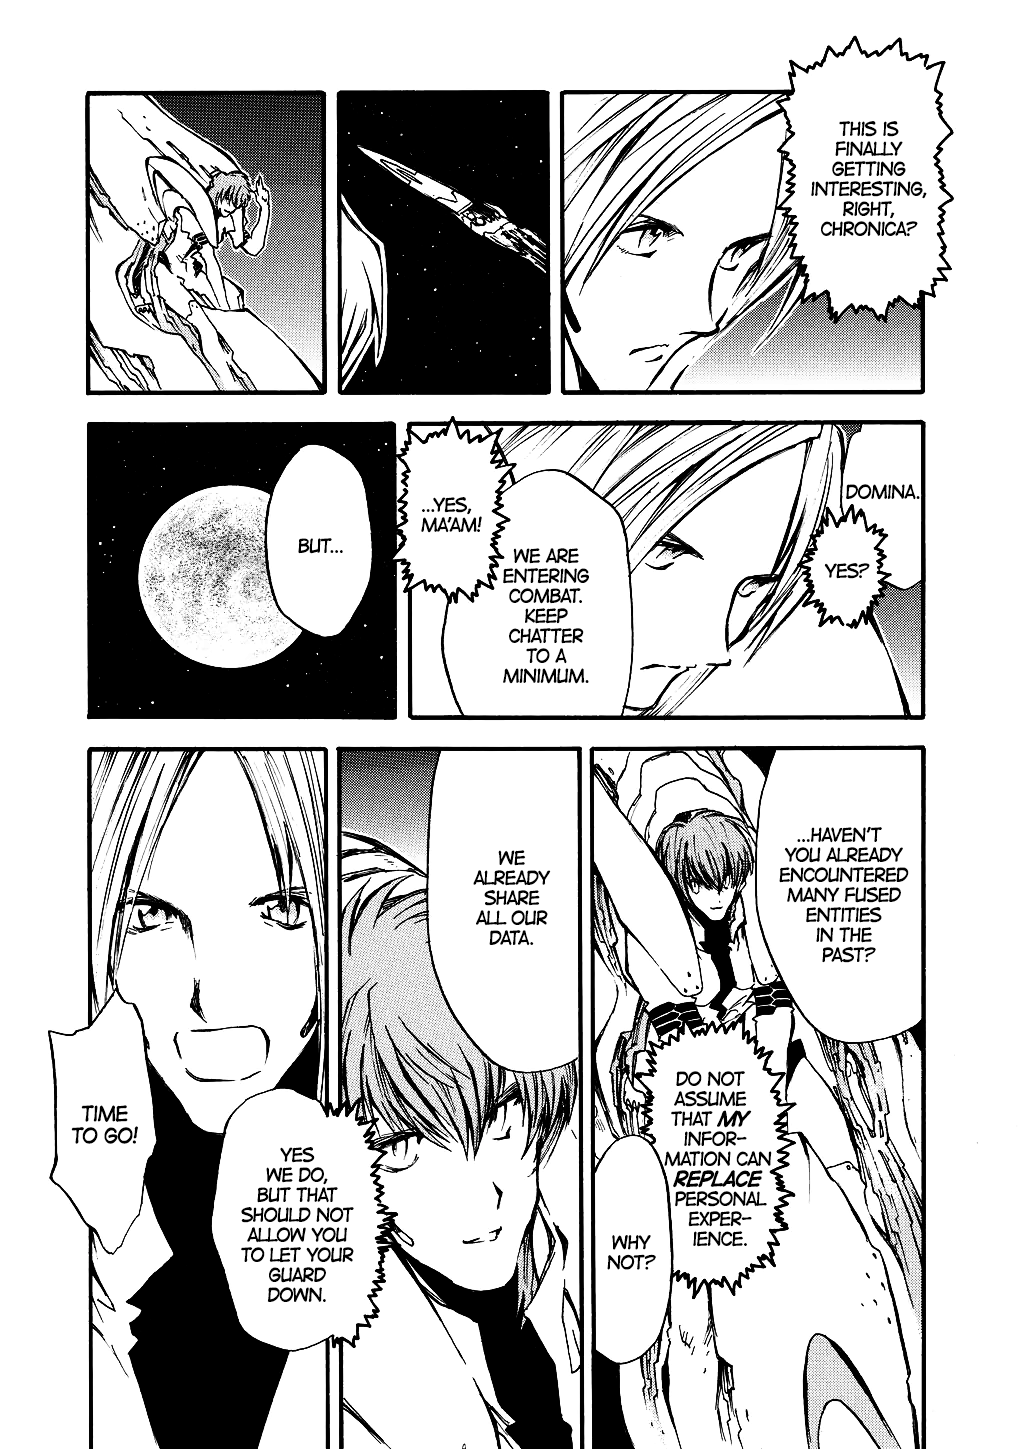 THIS IS
FINALLY
GETTING
INTERESTING,
RIGHT,
CHRONICA?
DOMINA.
YES?
WE ARE
ENTERING
COMBAT.
KEEP
CHATTER
TO A
MINIMUM.
...YES,
MA'AM!
BUT...
...HAVEN'T
YOU ALREADY
ENCOUNTERED
MANY FUSED
ENTITIES
IN THE
PAST?
DO NOT
ASSUME
THAT MY
INFOR-
MATION CAN
REPLACE
PERSONAL
EXPER-
IENCE.
WHY
NOT?
WE
ALREADY
SHARE
ALL OUR
DATA.
YES
WE DO,
BUT THAT
SHOULD NOT
ALLOW YOU
TO LET YOUR
GUARD
DOWN.
TIME
TO GO!